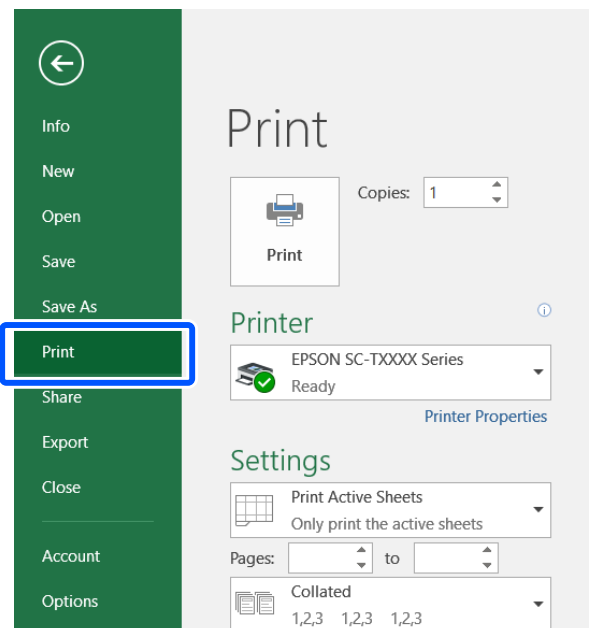 Info
New
Open
Save
Save As
Print
Share
Export
Close
Account
Options
Print
Copies: 1
Print
Printer
EPSON SC-TXXXX Series
Ready
Printer Properties
Settings
Print Active Sheets
Only print the active sheets
Pages: to
Collated
1,2,3 1,2,3 1,2,3